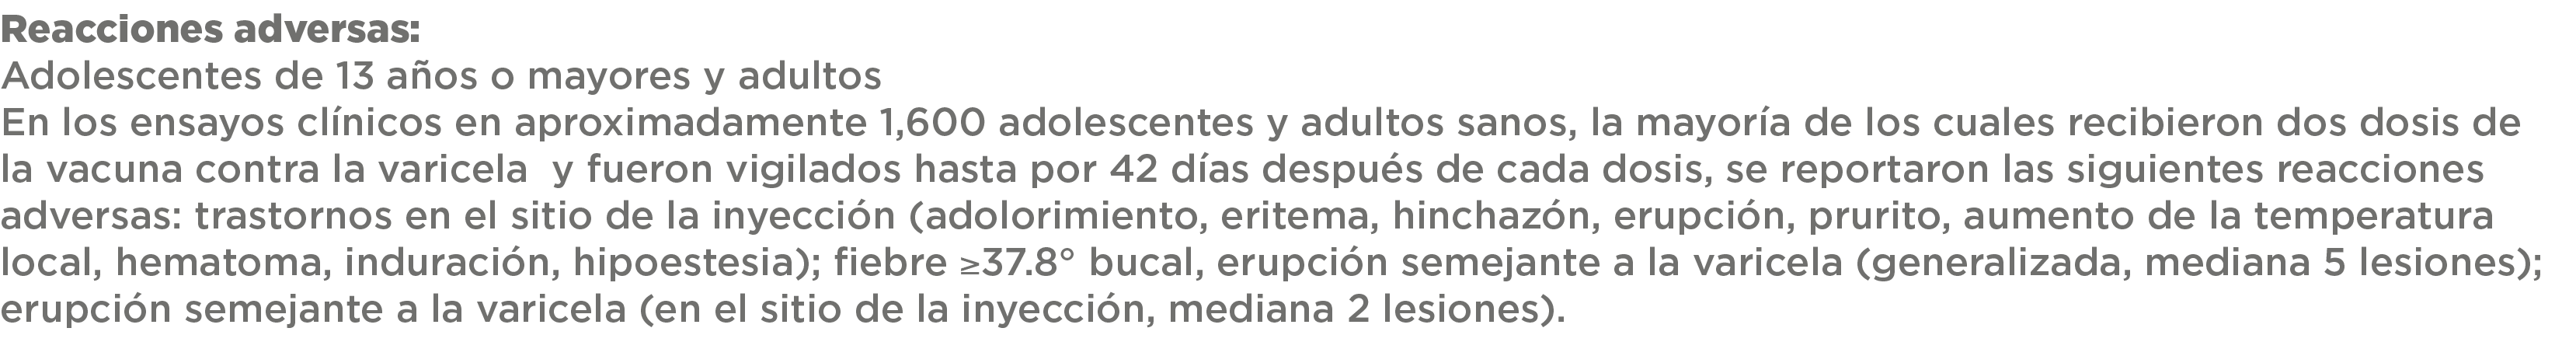 Reacciones adversas:
Adolescentes de 13 años o mayores y adultos
En los ensayos clínicos en aproximadamente 1,600 adolescentes y adultos sanos, la mayoría de los cuales recibieron dos dosis de
la vacuna contra la varicela  y fueron vigilados hasta por 42 días después de cada dosis, se reportaron las siguientes reacciones
adversas: trastornos en el sitio de la inyección (adolorimiento, eritema, hinchazón, erupción, prurito, aumento de la temperatura
local, hematoma, induración, hipoestesia); fiebre ≥37.8° bucal, erupción semejante a la varicela (generalizada, mediana 5 lesiones);
erupción semejante a la varicela (en el sitio de la inyección, mediana 2 lesiones).